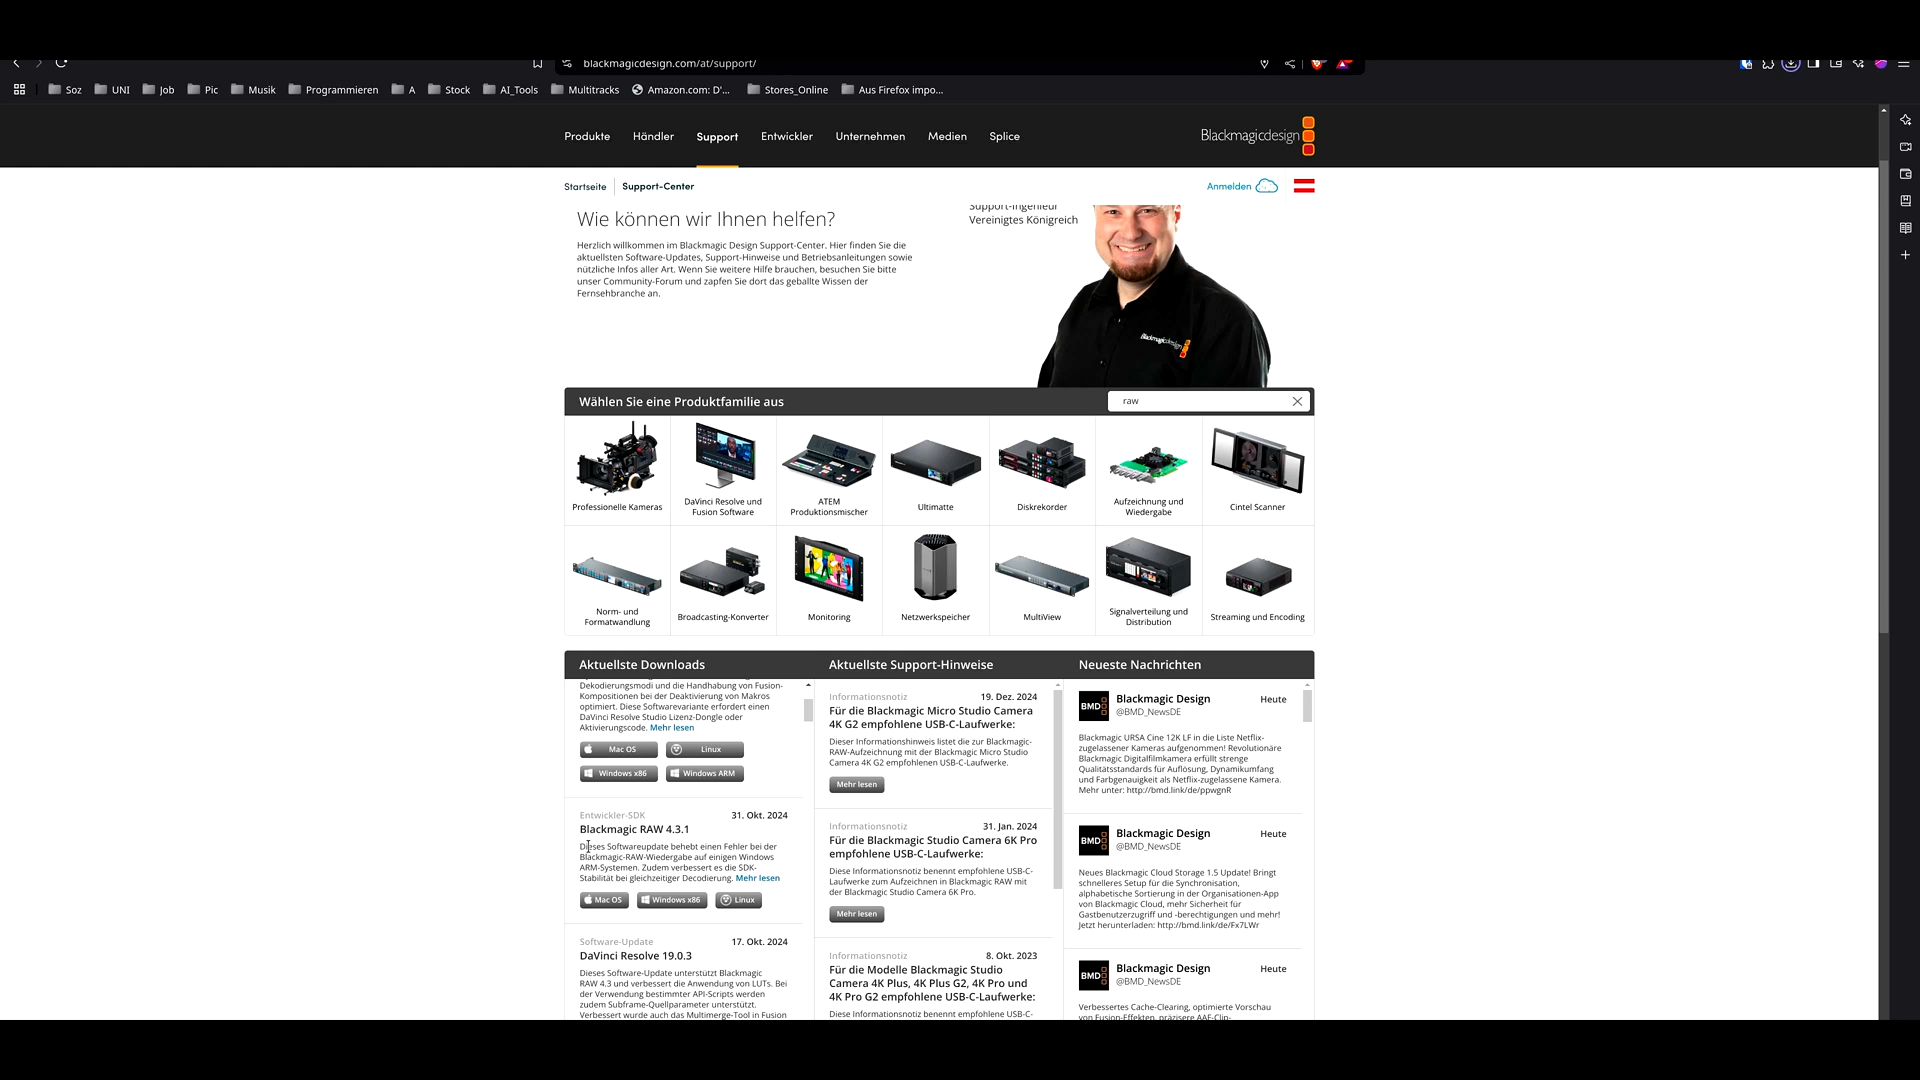 blackmagicdesign.com/at/support/
Soz UNI Job Pic Musik Programmieren A Stock AI_Tools Multitracks Amazon.com: D'... Stores_Online Aus Firefox impo...
Produkte Händler Support Entwickler Unternehmen Medien Splice
Blackmagicdesign
Startseite Support-Center
Anmelden
Support-Ingenieur
Vereinigtes Königreich
Wie können wir Ihnen helfen?
Herzlich willkommen im Blackmagic Design Support-Center. Hier finden Sie die
aktuellsten Software-Updates, Support-Hinweise und Betriebsanleitungen sowie
nützliche Infos aller Art. Wenn Sie weitere Hilfe brauchen, besuchen Sie bitte
unser Community-Forum und zapfen Sie dort das geballte Wissen der
Fernsehbranche an.
Blackmagicdesign
Wählen Sie eine Produktfamilie aus
raw
Professionelle Kameras
DaVinci Resolve und
Fusion Software
ATEM
Produktionsmischer
Ultimatte
Diskrekorder
Aufzeichnung und
Wiedergabe
Cintel Scanner
Norm- und
Formatwandlung
Broadcasting-Konverter
Monitoring
Netzwerkspeicher
MultiView
Signalverteilung und
Distribution
Streaming und Encoding
Aktuellste Downloads
Dekodierungsmodi und die Handhabung von Fusion-
Kompositionen bei der Deaktivierung von Makros
optimiert. Diese Softwarevariante erfordert einen
DaVinci Resolve Studio Lizenz-Dongle oder
Aktivierungscode. Mehr lesen
Mac OS Linux
Windows x86 Windows ARM
Entwickler-SDK 31. Okt. 2024
Blackmagic RAW 4.3.1
Dieses Softwareupdate behebt einen Fehler bei der
Blackmagic-RAW-Wiedergabe auf einigen Windows
ARM-Systemen. Zudem verbessert es die SDK-
Stabilität bei gleichzeitiger Decodierung. Mehr lesen
Mac OS Windows x86 Linux
Software-Update 17. Okt. 2024
DaVinci Resolve 19.0.3
Dieses Software-Update unterstützt Blackmagic
RAW 4.3 und verbessert die Anwendung von LUTs. Bei
der Verwendung bestimmter API-Scripts werden
zudem Subframe-Quellparameter unterstützt.
Verbessert wurde auch das Multimerge-Tool in Fusion
Aktuellste Support-Hinweise
Informationsnotiz 19. Dez. 2024
Für die Blackmagic Micro Studio Camera
4K G2 empfohlene USB-C-Laufwerke:
Dieser Informationshinweis listet die zur Blackmagic-
RAW-Aufzeichnung mit der Blackmagic Micro Studio
Camera 4K G2 empfohlenen USB-C-Laufwerke.
Mehr lesen
Informationsnotiz 31. Jan. 2024
Für die Blackmagic Studio Camera 6K Pro
empfohlene USB-C-Laufwerke:
Diese Informationsnotiz benennt empfohlene USB-C-
Laufwerke zum Aufzeichnen in Blackmagic RAW mit
der Blackmagic Studio Camera 6K Pro.
Mehr lesen
Informationsnotiz 8. Okt. 2023
Für die Modelle Blackmagic Studio
Camera 4K Plus, 4K Plus G2, 4K Pro und
4K Pro G2 empfohlene USB-C-Laufwerke:
Diese Informationsnotiz benennt empfohlene USB-C-
Neueste Nachrichten
BMD Blackmagic Design Heute
@BMD_NewsDE
Blackmagic URSA Cine 12K LF in die Liste Netflix-
zugelassener Kameras aufgenommen! Revolutionäre
Blackmagic Digitalfilmkamera erfüllt strenge
Qualitätsstandards für Auflösung, Dynamikumfang
und Farbgenauigkeit als Netflix-zugelassene Kamera.
Mehr unter: http://bmd.link/de/ppwgnR
BMD Blackmagic Design Heute
@BMD_NewsDE
Neues Blackmagic Cloud Storage 1.5 Update! Bringt
schnelleres Setup für die Synchronisation,
alphabetische Sortierung in der Organisationen-App
von Blackmagic Cloud, mehr Sicherheit für
Gastbenutzerzugriff und -berechtigungen und mehr!
Jetzt herunterladen: http://bmd.link/de/Fx7LWr
BMD Blackmagic Design Heute
@BMD_NewsDE
Verbessertes Cache-Clearing, optimierte Vorschau
von Fusion-Effekten, präzisere AAF-Clip-